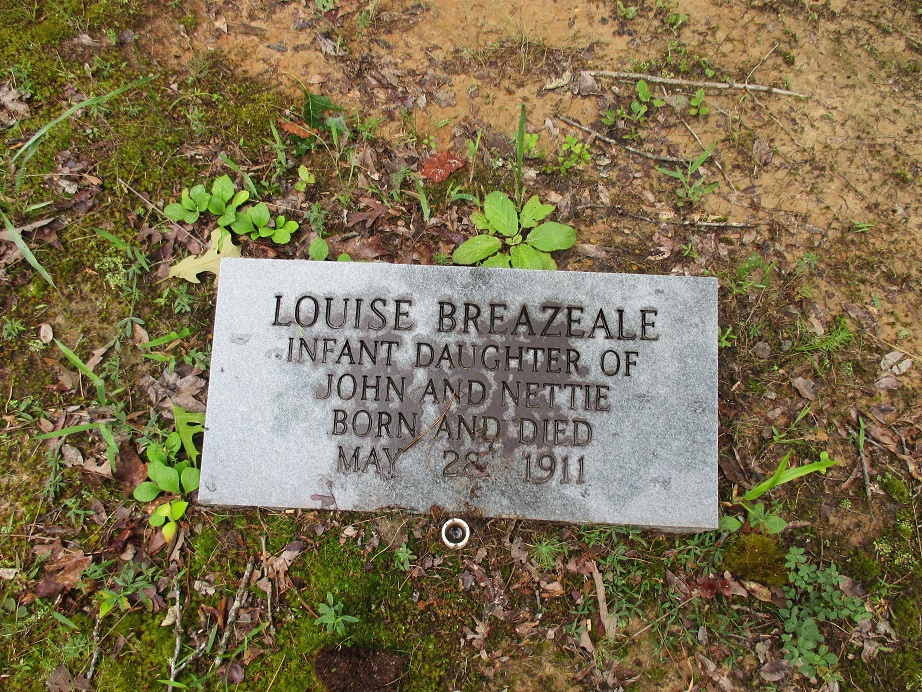 LOUISE BREAZEALE
INFANT DAUGHTER OF
JOHN AND NETTIE
BORN AND DIED
MAY 28 1911